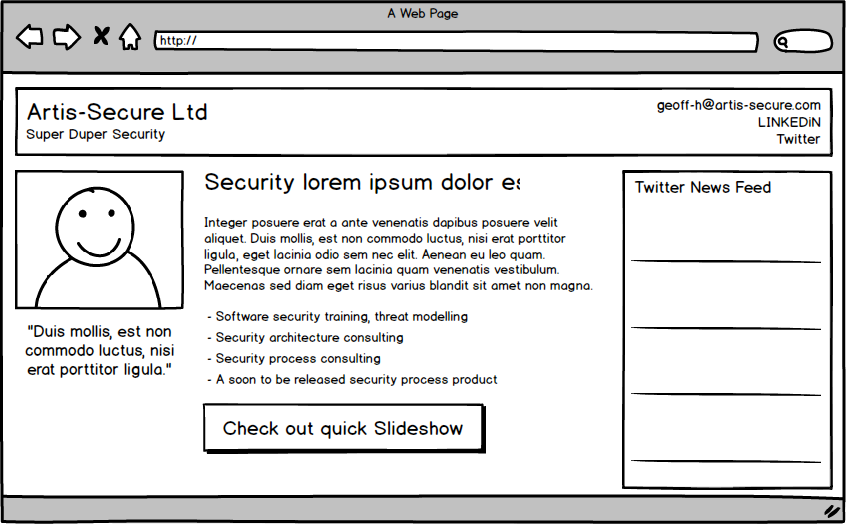 A Web Page
http://
Artis-Secure Ltd
Super Duper Security
geoff-h@artis-secure.com
LINKEDiN
Twitter
"Duis mollis, est non
commodo luctus, nisi
erat porttitor ligula."
Security lorem ipsum dolor es
Integer posuere erat a ante venenatis dapibus posuere velit
aliquet. Duis mollis, est non commodo luctus, nisi erat porttitor
ligula, eget lacinia odio sem nec elit. Aenean eu leo quam.
Pellentesque ornare sem lacinia quam venenatis vestibulum.
Maecenas sed diam eget risus varius blandit sit amet non magna.
- Software security training, threat modelling
- Security architecture consulting
- Security process consulting
- A soon to be released security process product
Check out quick Slideshow
Twitter News Feed